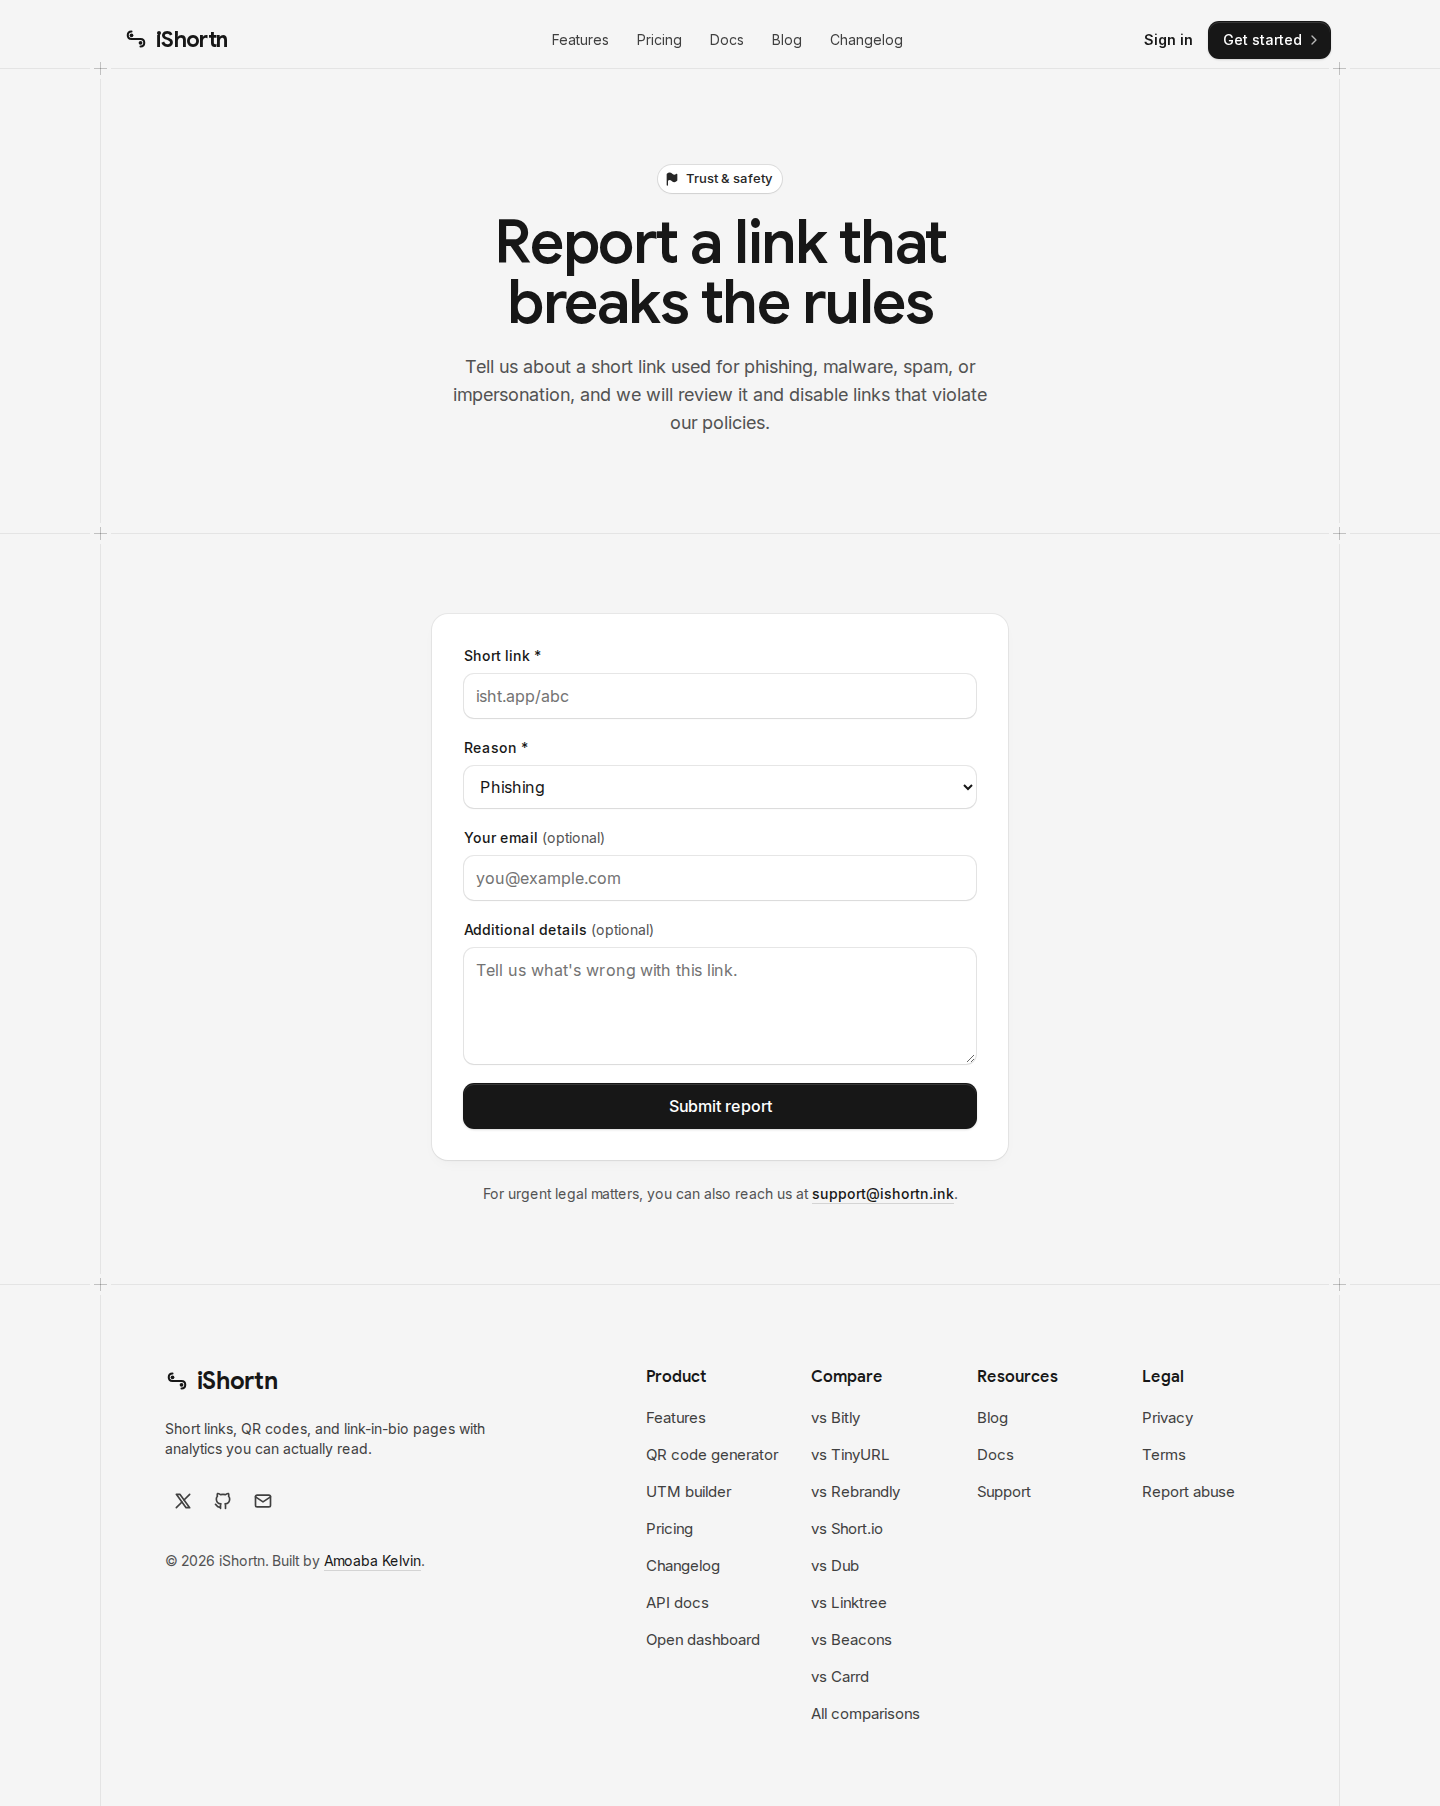 iShortn
Features Pricing Docs Blog Changelog
Sign in Get started
Trust & safety
Report a link that
breaks the rules
Tell us about a short link used for phishing, malware, spam, or
impersonation, and we will review it and disable links that violate
our policies.
Short link *
isht.app/abc
Reason *
Phishing
Your email (optional)
you@example.com
Additional details (optional)
Tell us what's wrong with this link.
Submit report
For urgent legal matters, you can also reach us at support@ishortn.ink.
iShortn
Short links, QR codes, and link-in-bio pages with
analytics you can actually read.
© 2026 iShortn. Built by Amoaba Kelvin.
Product
Features
QR code generator
UTM builder
Pricing
Changelog
API docs
Open dashboard
Compare
vs Bitly
vs TinyURL
vs Rebrandly
vs Short.io
vs Dub
vs Linktree
vs Beacons
vs Carrd
All comparisons
Resources
Blog
Docs
Support
Legal
Privacy
Terms
Report abuse